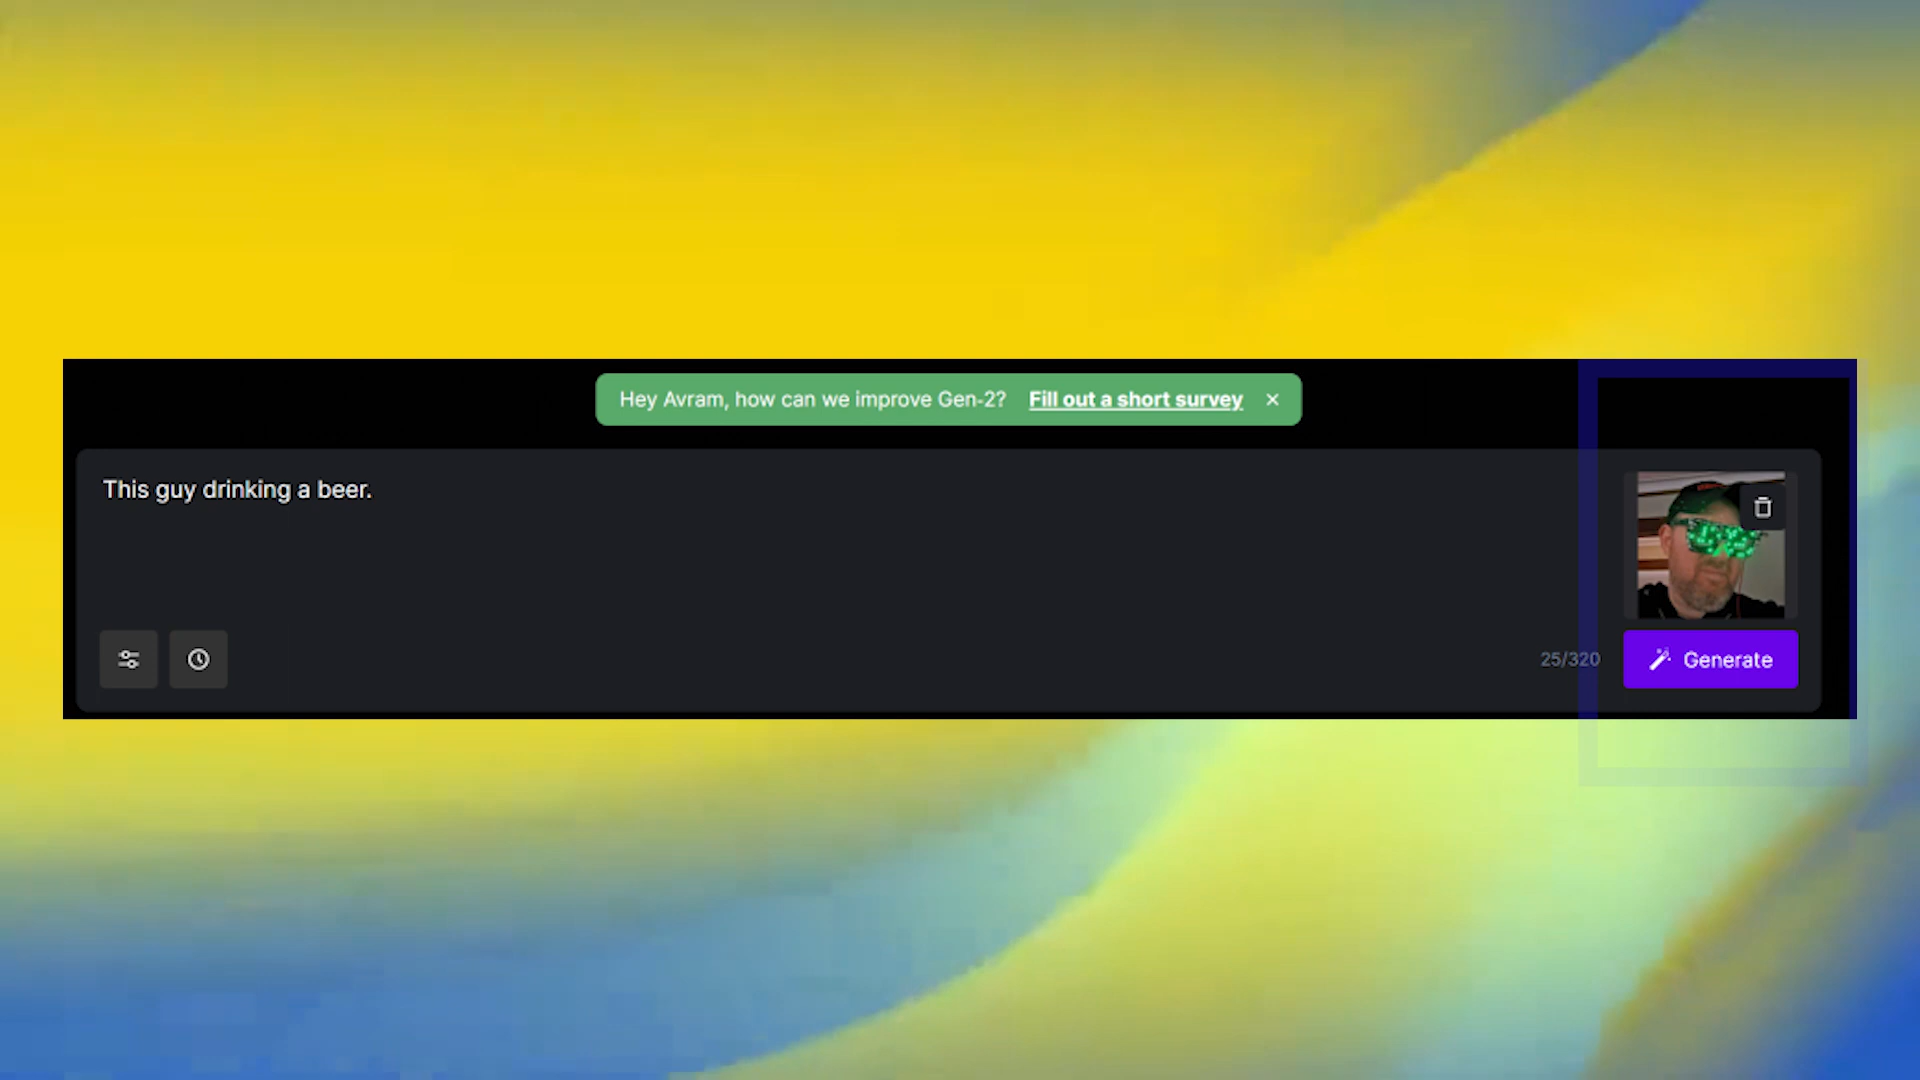 Hey Avram, how can we improve Gen-2? Fill out a short survey
This guy drinking a beer.
25/320
Generate